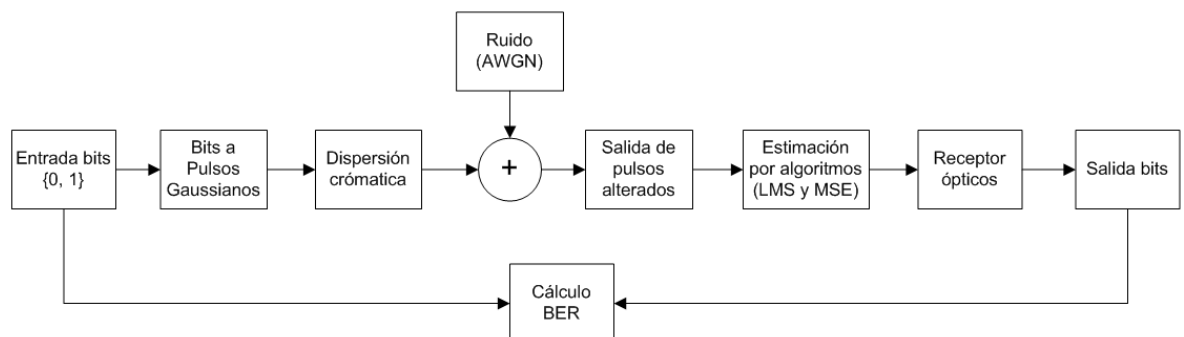 Ruido
(AWGN)
Entrada bits
{0, 1}
Bits a
Pulsos
Gaussianos
Dispersión
crómatica
+
Salida de
pulsos
alterados
Estimación
por algoritmos
(LMS y MSE)
Receptor
ópticos
Salida bits
Cálculo
BER